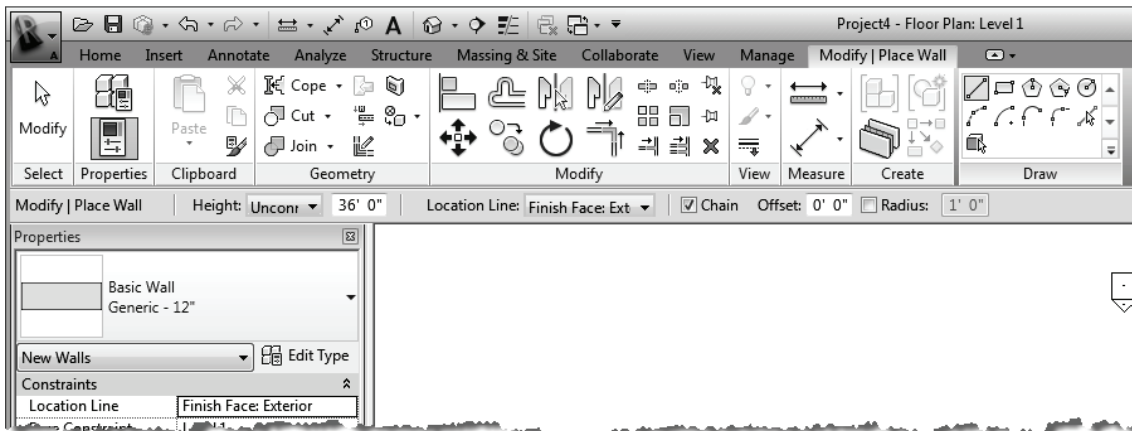 Project4 - Floor Plan: Level 1
Home Insert Annotate Analyze Structure Massing & Site Collaborate View Manage Modify | Place Wall
Modify
Paste
Cope
Cut
Join
Select Properties Clipboard Geometry Modify View Measure Create Draw
Modify | Place Wall Height: Unconr 36' 0" Location Line: Finish Face: Ext Chain Offset: 0' 0" Radius: 1' 0"
Properties
Basic Wall
Generic - 12"
New Walls Edit Type
Constraints
Location Line Finish Face: Exterior